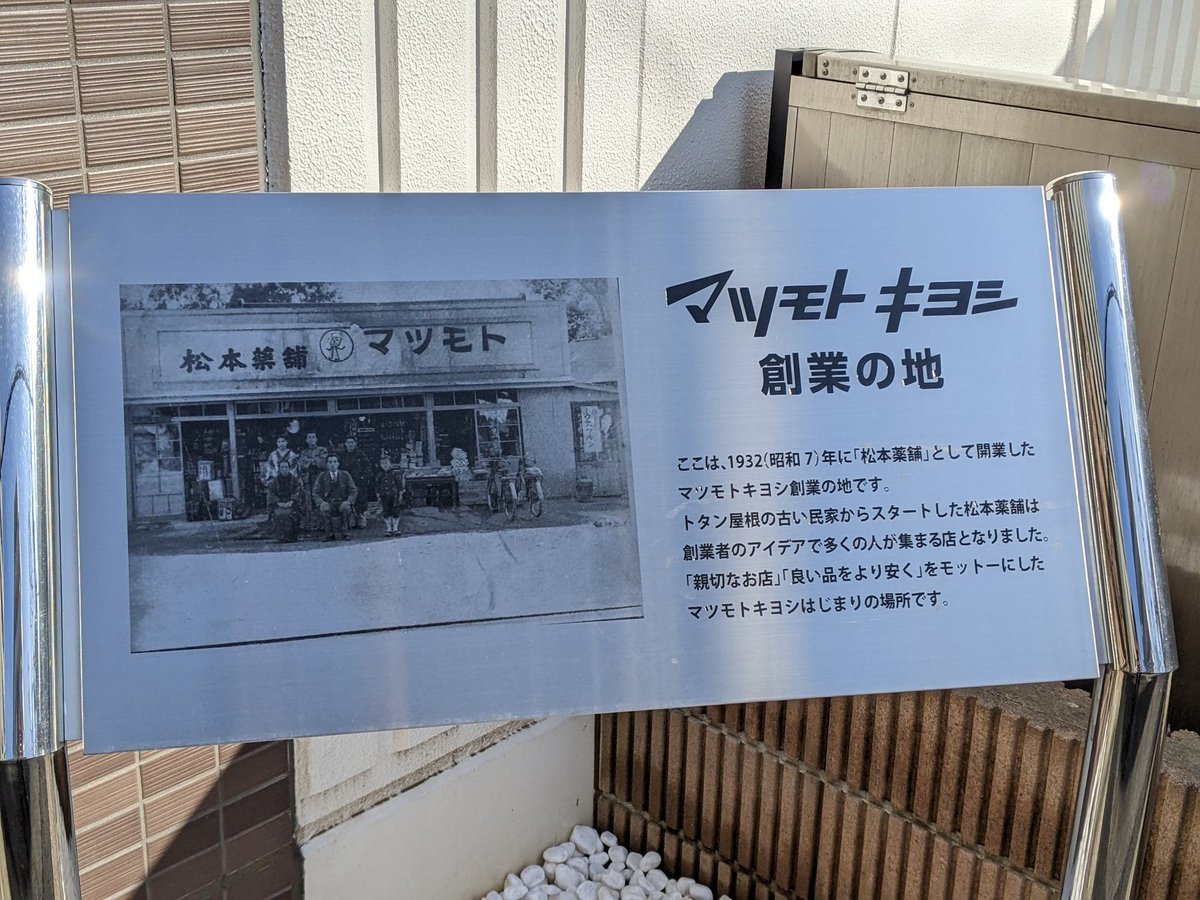 松本薬舗 マツモト
マツモトキヨシ
創業の地
ここは、1932(昭和7)年に「松本薬舗」として開業した
マツモトキヨシ創業の地です。
トタン屋根の古い民家からスタートした松本薬舗は
創業者のアイデアで多くの人が集まる店となりました。
「親切なお店」「良い品をより安く」をモットーにした
マツモトキヨシはじまりの場所です。